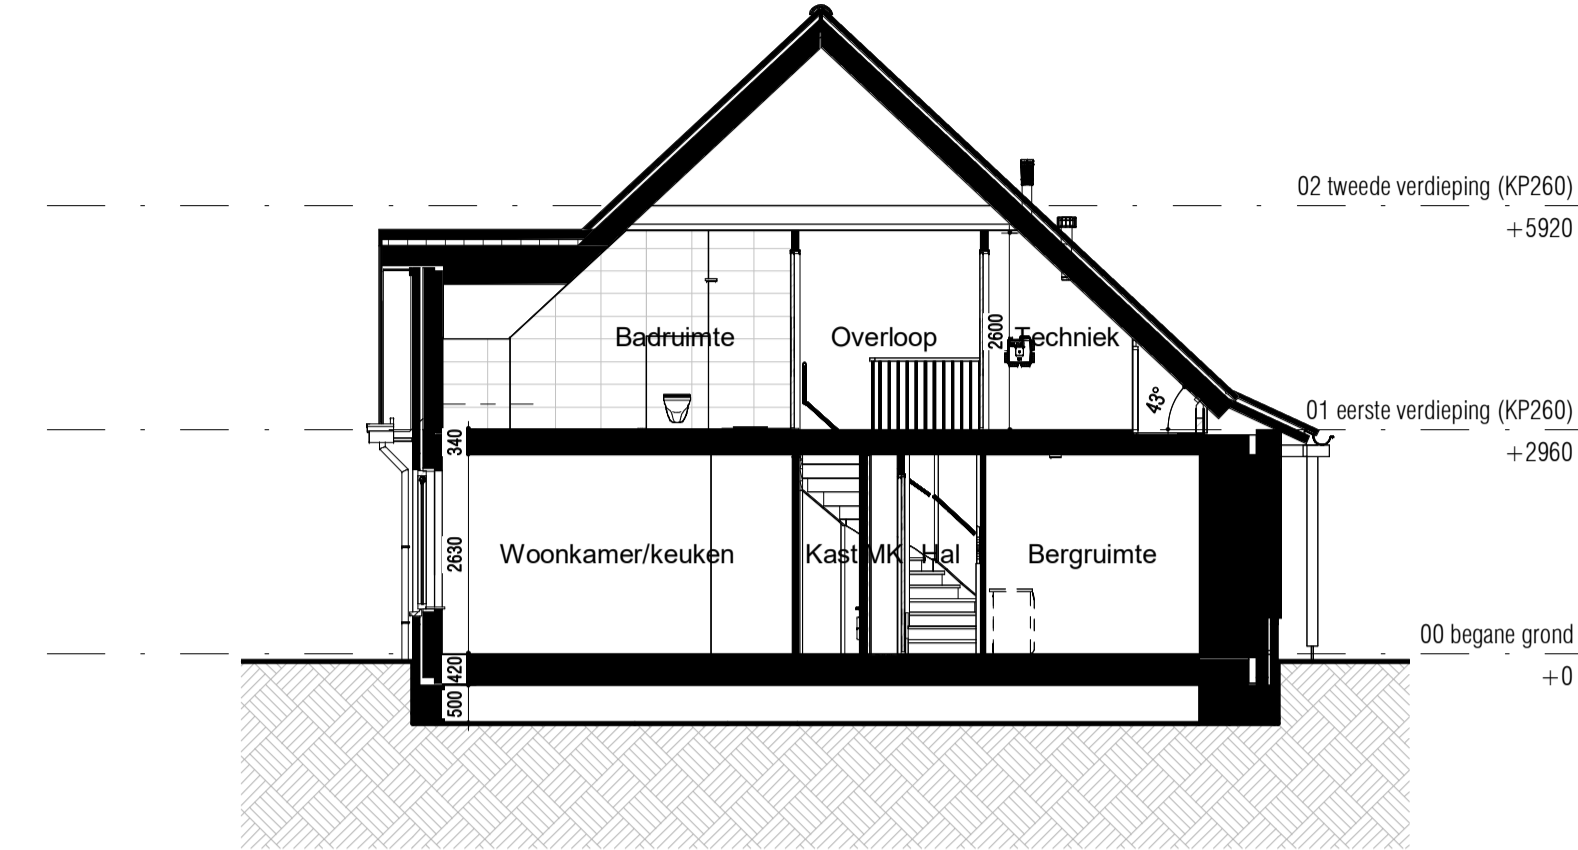 02 tweede verdieping (KP260)
+5920
Badruimte
Overloop
2600
Techniek
43°
01 eerste verdieping (KP260)
+2960
340
2630
Woonkamer/keuken
Kast
MK
Hal
Bergruimte
00 begane grond
+0
420
500